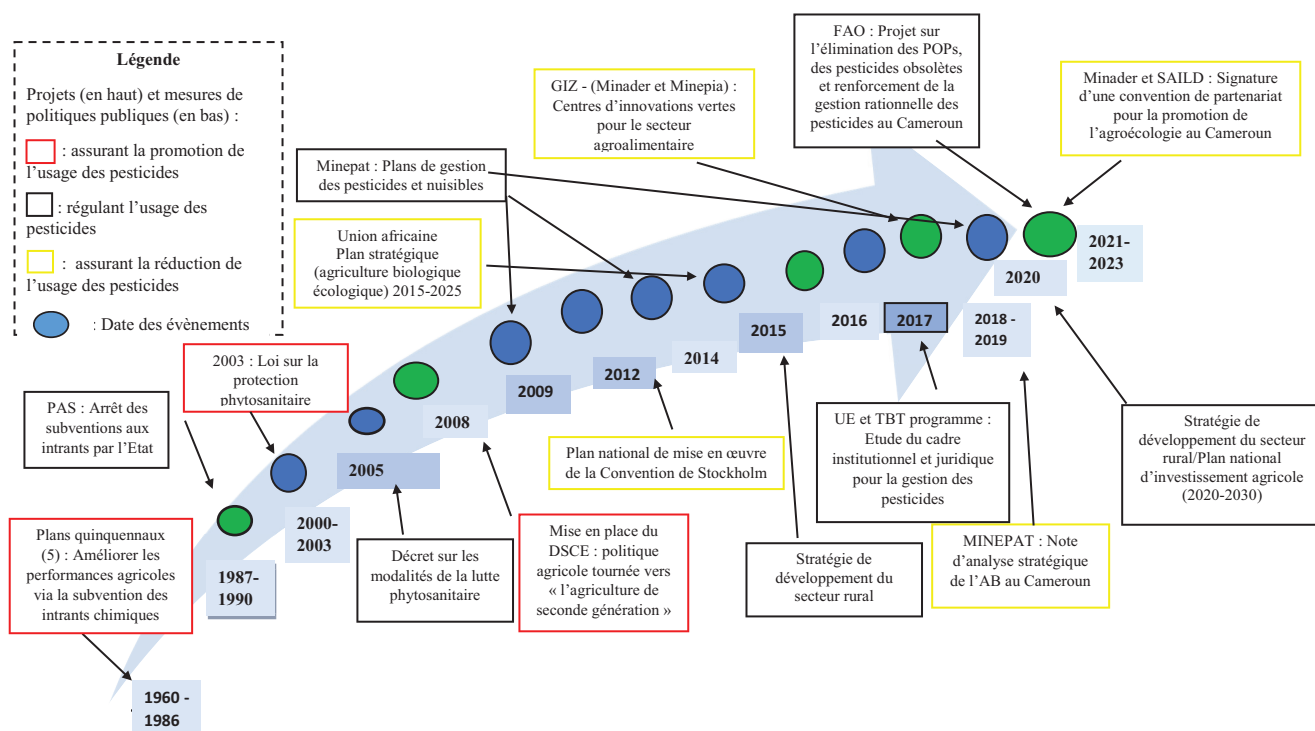 Légende
Projets (en haut) et mesures de
politiques publiques (en bas) :
: assurant la promotion de
l'usage des pesticides
: régulant l'usage des
pesticides
: assurant la réduction de
l'usage des pesticides
: Date des évènements
FAO : Projet sur
l'élimination des POPs,
des pesticides obsolètes
et renforcement de la
gestion rationnelle des
pesticides au Cameroun
Minader et SAILD : Signature
d'une convention de partenariat
pour la promotion de
l'agroécologie au Cameroun
GIZ - (Minader et Minepia) :
Centres d'innovations vertes
pour le secteur
agroalimentaire
Minepat : Plans de gestion
des pesticides et nuisibles
Union africaine
Plan stratégique
(agriculture biologique
écologique) 2015-2025
2003 : Loi sur la
protection
phytosanitaire
PAS : Arrêt des
subventions aux
intrants par l'Etat
Plans quinquennaux
(5) : Améliorer les
performances agricoles
via la subvention des
intrants chimiques
1960 -
1986
1987-
1990
2000-
2003
2005
2008
2009
2012
2014
2015
2016
2017
2018 -
2019
2020
2021-
2023
Décret sur les
modalités de la lutte
phytosanitaire
Mise en place du
DSCE : politique
agricole tournée vers
« l'agriculture de
seconde génération »
Plan national de mise en œuvre
de la Convention de Stockholm
Stratégie de
développement du
secteur rural
UE et TBT programme :
Etude du cadre
institutionnel et juridique
pour la gestion des
pesticides
MINEPAT : Note
d'analyse stratégique
de l'AB au Cameroun
Stratégie de
développement du secteur
rural/Plan national
d'investissement agricole
(2020-2030)